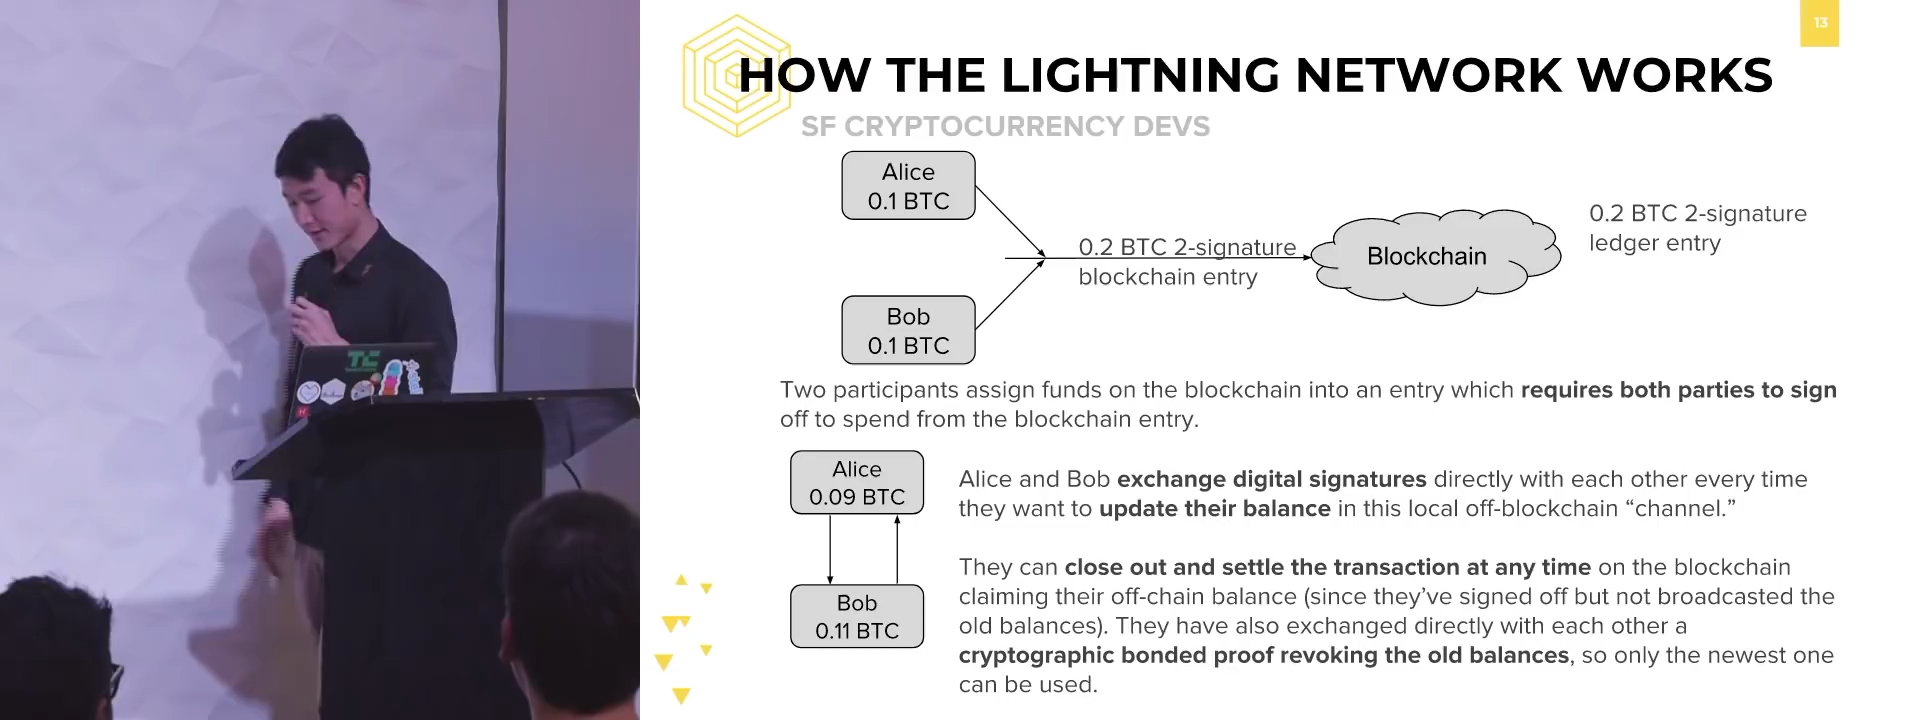 13
HOW THE LIGHTNING NETWORK WORKS
SF CRYPTOCURRENCY DEVS
Alice
0.1 BTC
0.2 BTC 2-signature
blockchain entry
Blockchain
0.2 BTC 2-signature
ledger entry
Bob
0.1 BTC
Two participants assign funds on the blockchain into an entry which requires both parties to sign
off to spend from the blockchain entry.
Alice
0.09 BTC
Bob
0.11 BTC
Alice and Bob exchange digital signatures directly with each other every time
they want to update their balance in this local off-blockchain “channel.”
They can close out and settle the transaction at any time on the blockchain
claiming their off-chain balance (since they’ve signed off but not broadcasted the
old balances). They have also exchanged directly with each other a
cryptographic bonded proof revoking the old balances, so only the newest one
can be used.
TC